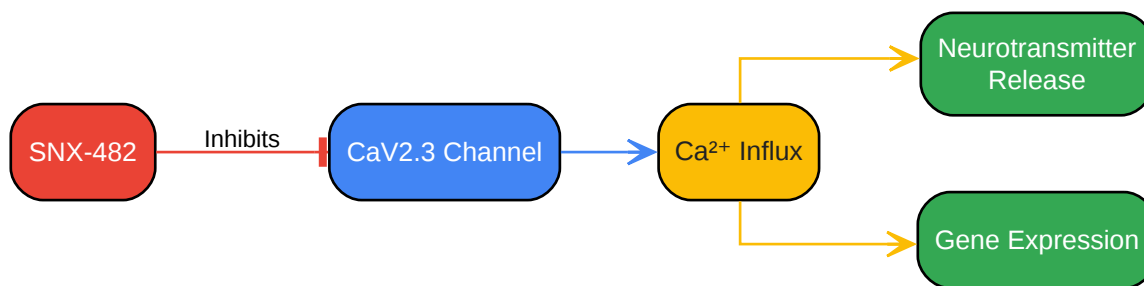 Neurotransmitter
Release
SNX-482
Inhibits
CaV2.3 Channel
Ca²⁺ Influx
Gene Expression